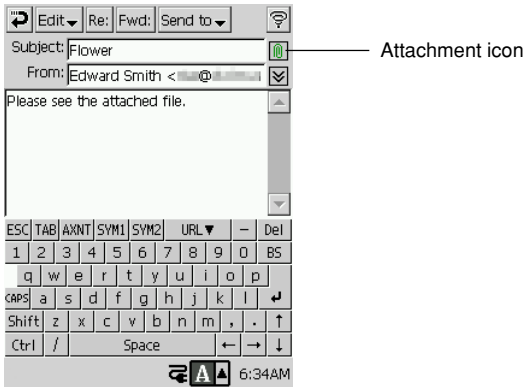 Edit Re: Fwd: Send to
Subject: Flower
Attachment icon
From: Edward Smith < @
Please see the attached file.
ESC TAB AXNT SYM1 SYM2 URL▼ − Del
1 2 3 4 5 6 7 8 9 0 BS
q w e r t y u i o p
CAPS a s d f g h j k l ↵
Shift z x c v b n m , . ↑
Ctrl / Space ← → ↓
A 6:34AM